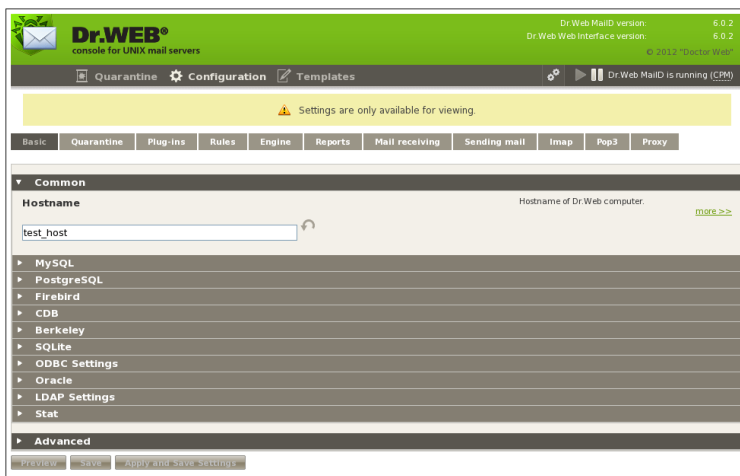 Dr.WEB®
console for UNIX mail servers
Dr.Web MailD version: 6.0.2
Dr.Web Web Interface version: 6.0.2
© 2012 "Doctor Web"
Quarantine Configuration Templates
Dr.Web MailD is running (CPM)
Settings are only available for viewing.
Basic Quarantine Plug-ins Rules Engine Reports Mail receiving Sending mail Imap Pop3 Proxy
Common
Hostname
Hostname of Dr.Web computer.
more >>
test_host
MySQL
PostgreSQL
Firebird
CDB
Berkeley
SQLite
ODBC Settings
Oracle
LDAP Settings
Stat
Advanced
Preview Save Apply and Save Settings